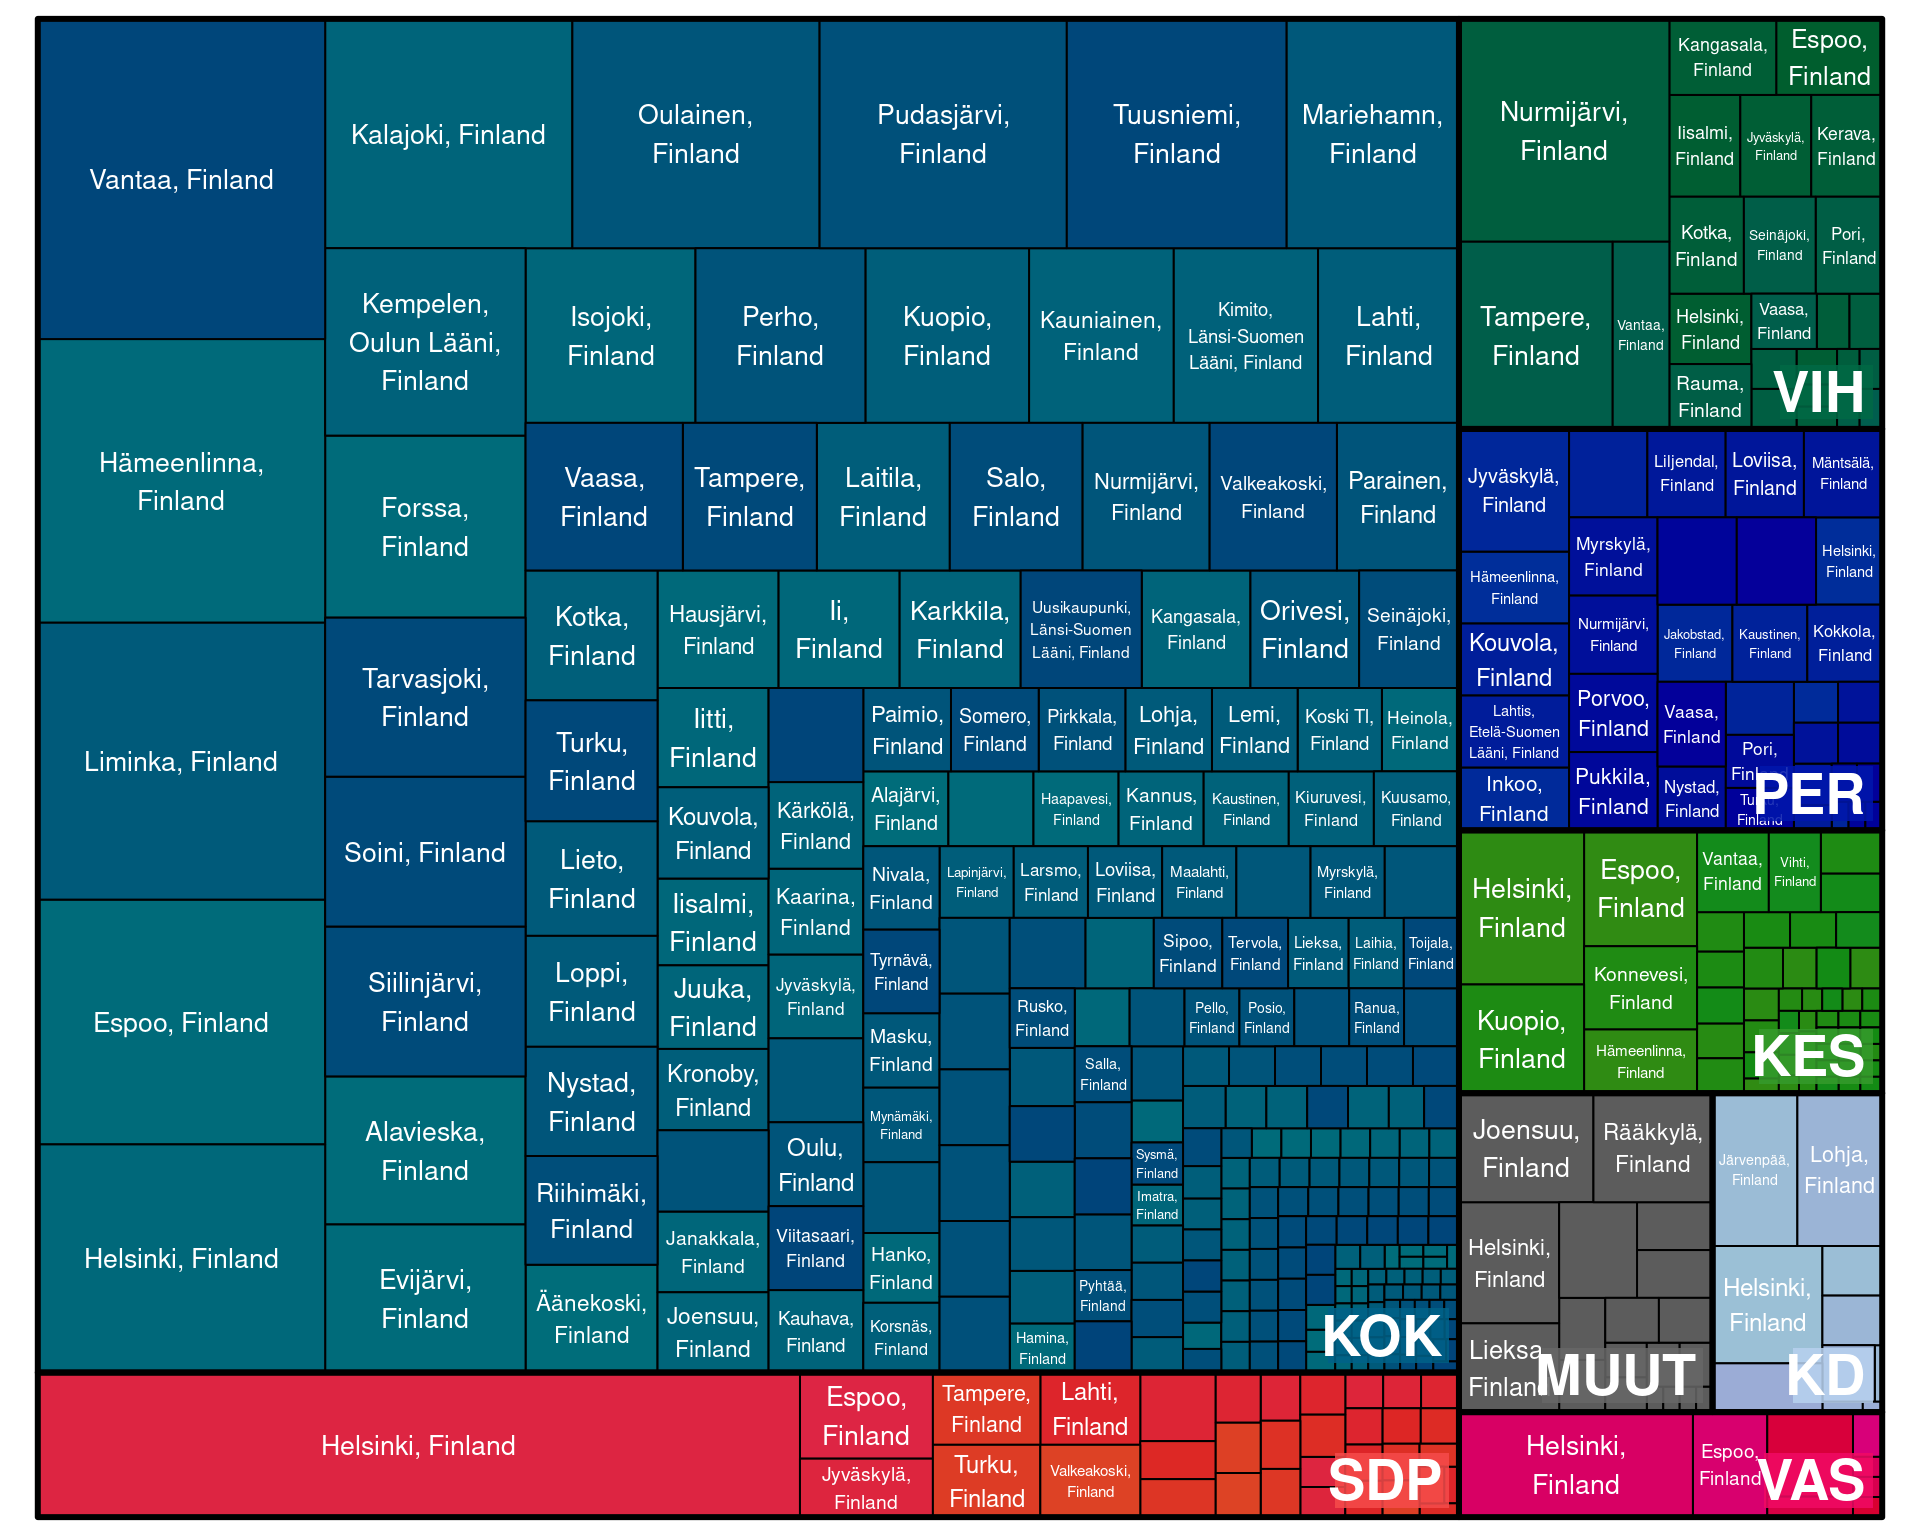 Vantaa, Finland
Hämeenlinna,
Finland
Liminka, Finland
Espoo, Finland
Helsinki, Finland
Kalajoki, Finland
Oulainen,
Finland
Pudasjärvi,
Finland
Tuusniemi,
Finland
Mariehamn,
Finland
Kempelen,
Oulun Lääni,
Finland
Forssa,
Finland
Tarvasjoki,
Finland
Soini, Finland
Siilinjärvi,
Finland
Alavieska,
Finland
Evijärvi,
Finland
Isojoki,
Finland
Perho,
Finland
Kuopio,
Finland
Kauniainen,
Finland
Kimito,
Länsi-Suomen
Lääni, Finland
Lahti,
Finland
Vaasa,
Finland
Tampere,
Finland
Laitila,
Finland
Salo,
Finland
Nurmijärvi,
Finland
Valkeakoski,
Finland
Parainen,
Finland
Kotka,
Finland
Turku,
Finland
Lieto,
Finland
Loppi,
Finland
Nystad,
Finland
Riihimäki,
Finland
Äänekoski,
Finland
Hausjärvi,
Finland
Ii,
Finland
Karkkila,
Finland
Uusikaupunki,
Länsi-Suomen
Lääni, Finland
Kangasala,
Finland
Orivesi,
Finland
Seinäjoki,
Finland
Iitti,
Finland
Kouvola,
Finland
Iisalmi,
Finland
Juuka,
Finland
Kronoby,
Finland
Janakkala,
Finland
Joensuu,
Finland
Kärkölä,
Finland
Kaarina,
Finland
Jyväskylä,
Finland
Oulu,
Finland
Viitasaari,
Finland
Kauhava,
Finland
Paimio,
Finland
Somero,
Finland
Pirkkala,
Finland
Lohja,
Finland
Lemi,
Finland
Koski Tl,
Finland
Heinola,
Finland
Alajärvi,
Finland
Haapavesi,
Finland
Kannus,
Finland
Kaustinen,
Finland
Kiuruvesi,
Finland
Kuusamo,
Finland
Nivala,
Finland
Tyrnävä,
Finland
Masku,
Finland
Mynämäki,
Finland
Hanko,
Finland
Korsnäs,
Finland
Lapinjärvi,
Finland
Larsmo,
Finland
Loviisa,
Finland
Maalahti,
Finland
Myrskylä,
Finland
Sipoo,
Finland
Tervola,
Finland
Lieksa,
Finland
Laihia,
Finland
Toijala,
Finland
Rusko,
Finland
Hamina,
Finland
Pello,
Finland
Posio,
Finland
Ranua,
Finland
Salla,
Finland
Pyhtää,
Finland
Sysmä,
Finland
Imatra,
Finland
KOK
Helsinki, Finland
Espoo,
Finland
Jyväskylä,
Finland
Tampere,
Finland
Turku,
Finland
Lahti,
Finland
Valkeakoski,
Finland
SDP
Nurmijärvi,
Finland
Tampere,
Finland
Vantaa,
Finland
Kangasala,
Finland
Espoo,
Finland
Iisalmi,
Finland
Jyväskylä,
Finland
Kerava,
Finland
Kotka,
Finland
Seinäjoki,
Finland
Pori,
Finland
Helsinki,
Finland
Vaasa,
Finland
Rauma,
Finland
VIH
Jyväskylä,
Finland
Hämeenlinna,
Finland
Kouvola,
Finland
Lahtis,
Etelä-Suomen
Lääni, Finland
Inkoo,
Finland
Liljendal,
Finland
Loviisa,
Finland
Mäntsälä,
Finland
Myrskylä,
Finland
Nurmijärvi,
Finland
Porvoo,
Finland
Pukkila,
Finland
Helsinki,
Finland
Jakobstad,
Finland
Kaustinen,
Finland
Kokkola,
Finland
Vaasa,
Finland
Nystad,
Finland
Pori,
Finland
Turku,
Finland
PER
Helsinki,
Finland
Kuopio,
Finland
Espoo,
Finland
Konnevesi,
Finland
Hämeenlinna,
Finland
Vantaa,
Finland
Vihti,
Finland
KES
Joensuu,
Finland
Rääkkylä,
Finland
Helsinki,
Finland
Lieksa,
Finland
MUUT
Järvenpää,
Finland
Lohja,
Finland
Helsinki,
Finland
KD
Helsinki,
Finland
Espoo,
Finland
VAS